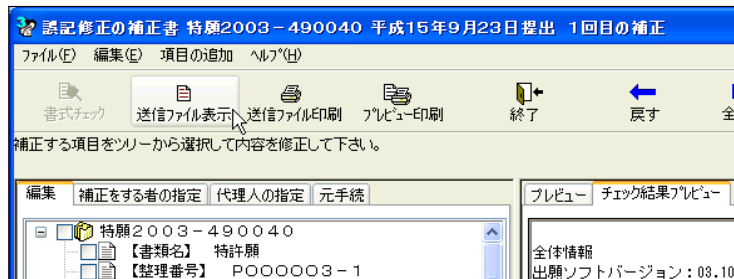 誤記修正の補正書 特願2003－490040 平成15年9月23日提出 1回目の補正
ﾌｧｲﾙ(F) 編集(E) 項目の追加 ﾍﾙﾌﾟ(H)
書式ﾁｪｯｸ 送信ﾌｧｲﾙ表示 送信ﾌｧｲﾙ印刷 ﾌﾟﾚﾋﾞｭｰ印刷 終了 戻す 全
補正する項目をツリーから選択して内容を修正して下さい。
編集 補正をする者の指定 代理人の指定 元手続 プレビュー チェック結果ﾌﾟﾚﾋﾞｭｰ
特願２００３－４９００４０
【書類名】 特許願
【整理番号】 Ｐ０００００３－１
全体情報
出願ソフトバージョン：03.10